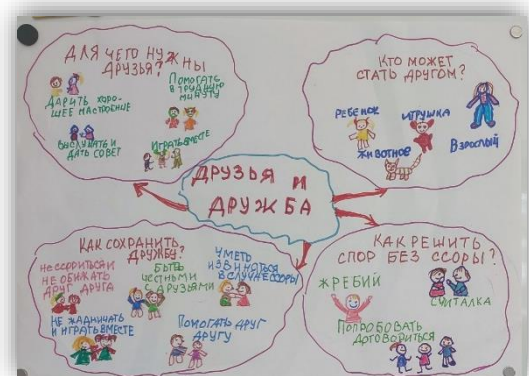 ДЛЯ ЧЕГО НУЖНЫ
ДРУЗЬЯ?
ДАРИТЬ ХОРО-
ШЕЕ НАСТРОЕНИЕ
ПОМОГАТЬ
В ТРУДНУЮ
МИНУТУ
ВЫСЛУШАТЬ И
ДАТЬ СОВЕТ
ИГРАТЬ ВМЕСТЕ
КТО МОЖЕТ
СТАТЬ ДРУГОМ?
РЕБЕНОК
ИГРУШКА
ЖИВОТНОЕ
ВЗРОСЛЫЙ
ДРУЗЬЯ И
ДРУЖБА
КАК СОХРАНИТЬ
ДРУЖБУ?
НЕ ССОРИТЬСЯ И
НЕ ОБИЖАТЬ
ДРУГ ДРУГА
БЫТЬ
ЧЕСТНЫМИ
С ДРУЗЬЯМИ
УМЕТЬ
ИЗВИНЯТЬСЯ
В СЛУЧАЕ ССОРЫ
НЕ ЖАДНИЧАТЬ
И ИГРАТЬ ВМЕСТЕ
ПОМОГАТЬ ДРУГ
ДРУГУ
КАК РЕШИТЬ
СПОР БЕЗ ССОРЫ?
ЖРЕБИЙ
СЧИТАЛКА
ПОПРОБОВАТЬ
ДОГОВОРИТЬСЯ